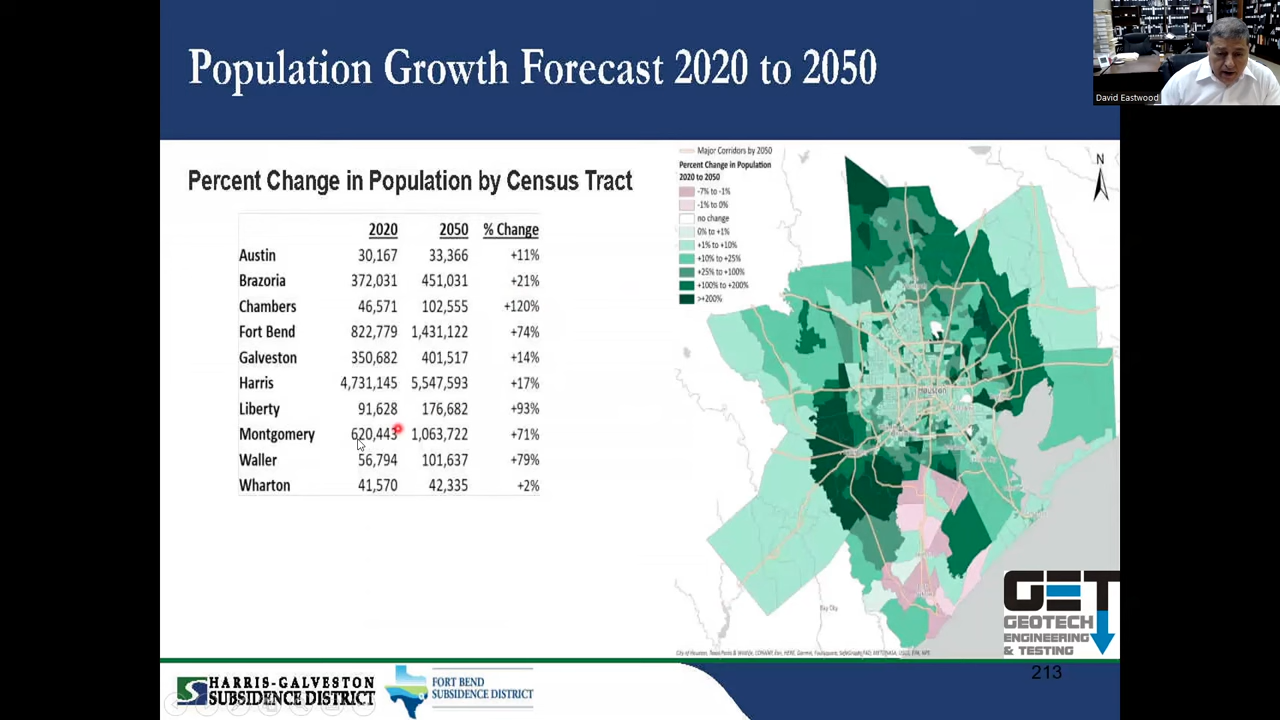 Population Growth Forecast 2020 to 2050
David Eastwood
Percent Change in Population by Census Tract
2020 2050 % Change
Austin 30,167 33,366 +11%
Brazoria 372,031 451,031 +21%
Chambers 46,571 102,555 +120%
Fort Bend 822,779 1,431,122 +74%
Galveston 350,682 401,517 +14%
Harris 4,731,145 5,547,593 +17%
Liberty 91,628 176,682 +93%
Montgomery 620,443 1,063,722 +71%
Waller 56,794 101,637 +79%
Wharton 41,570 42,335 +2%
Major Corridors by 2050
Percent Change in Population
2020 to 2050
-7% to -1%
-1% to 0%
no change
0% to +1%
+1% to +10%
+10% to +25%
+25% to +100%
+100% to +200%
>+200%
N
Houston
Bay City
GET
GEOTECH
ENGINEERING
& TESTING
213
HARRIS-GALVESTON
SUBSIDENCE DISTRICT
FORT BEND
SUBSIDENCE DISTRICT